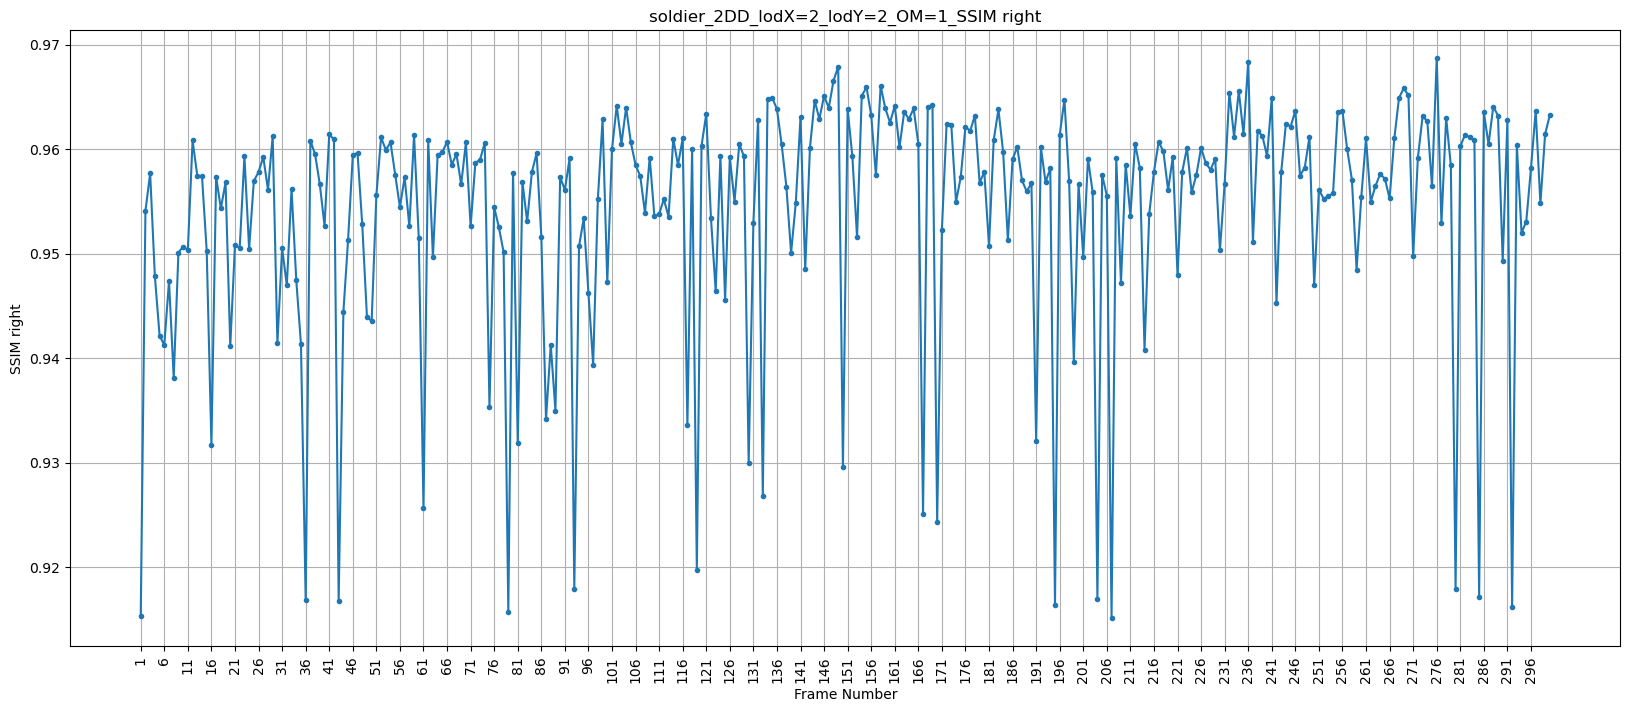 soldier_2DD_lodX=2_lodY=2_OM=1_SSIM right
0.97
0.96
0.95
0.94
0.93
0.92
SSIM right
1 6 11 16 21 26 31 36 41 46 51 56 61 66 71 76 81 86 91 96 101 106 111 116 121 126 131 136 141 146 151 156 161 166 171 176 181 186 191 196 201 206 211 216 221 226 231 236 241 246 251 256 261 266 271 276 281 286 291 296
Frame Number